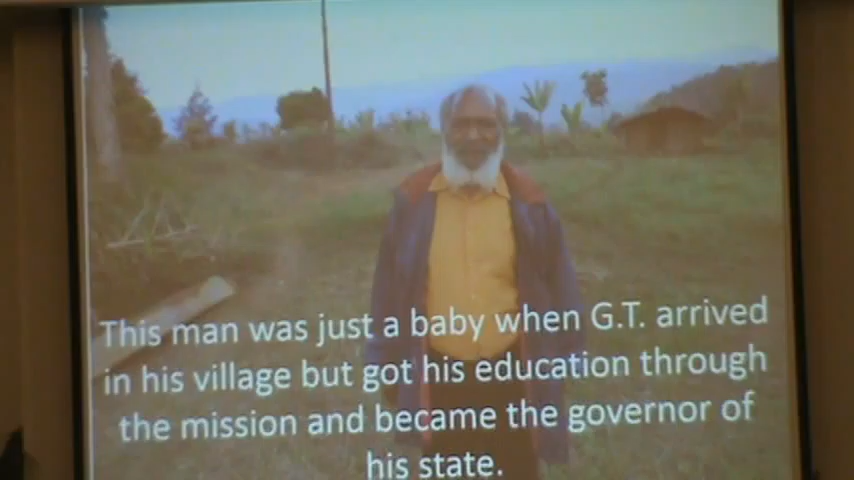 This man was just a baby when G.T. arrived
in his village but got his education through
the mission and became the governor of
his state.